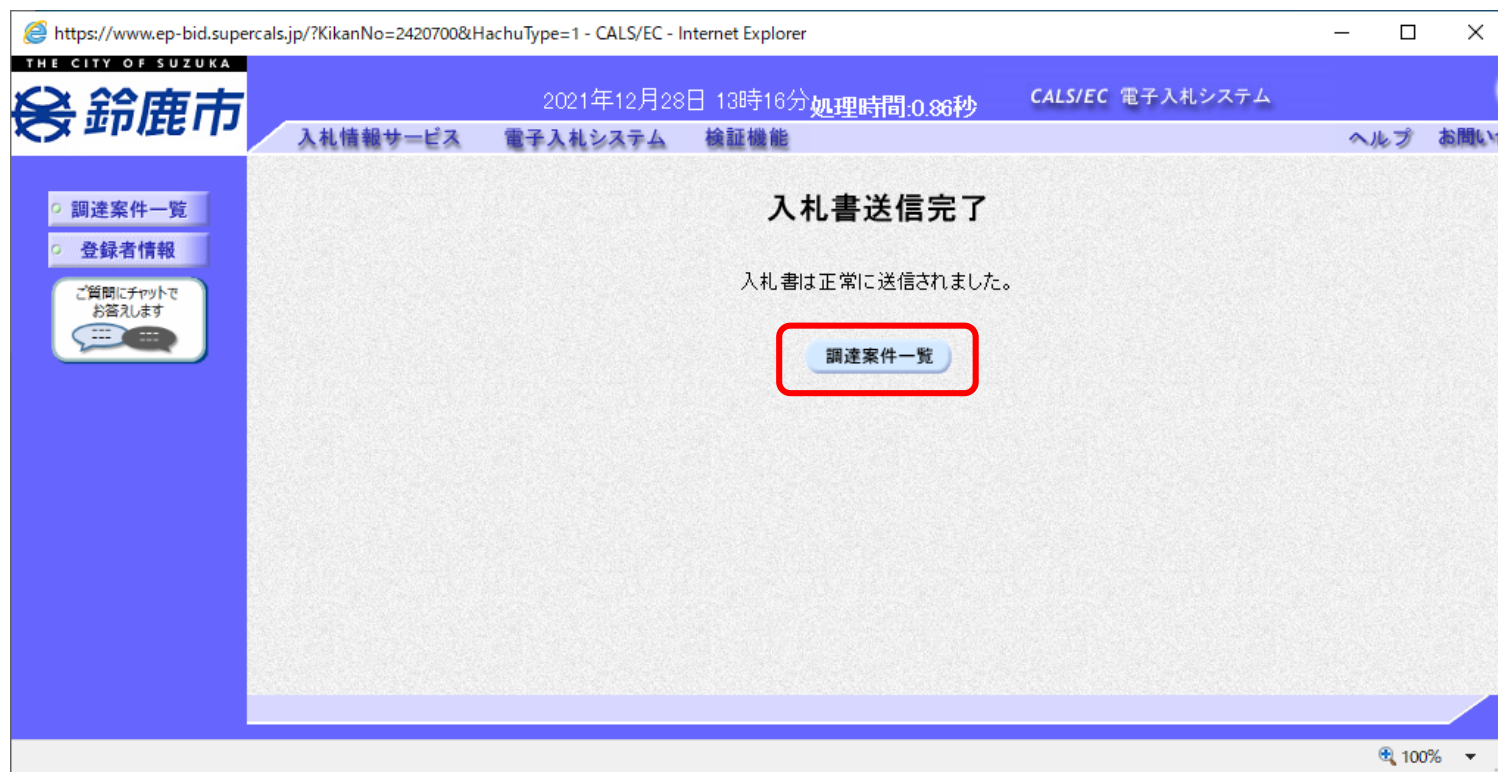 https://www.ep-bid.supercals.jp/?KikanNo=2420700&HachuType=1 - CALS/EC - Internet Explorer
THE CITY OF SUZUKA
鈴鹿市
2021年12月28日 13時16分処理時間:0.86秒
CALS/EC 電子入札システム
入札情報サービス 電子入札システム 検証機能 ヘルプ お問い
調達案件一覧
登録者情報
ご質問にチャットで
お答えします
入札書送信完了
入札書は正常に送信されました。
調達案件一覧
100%